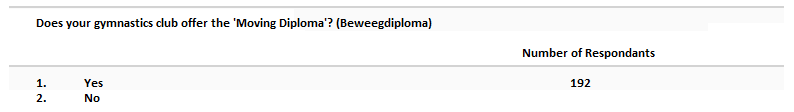 Does your gymnastics club offer the 'Moving Diploma'? (Beweegdiploma)
Number of Respondants
1. Yes 192
2. No